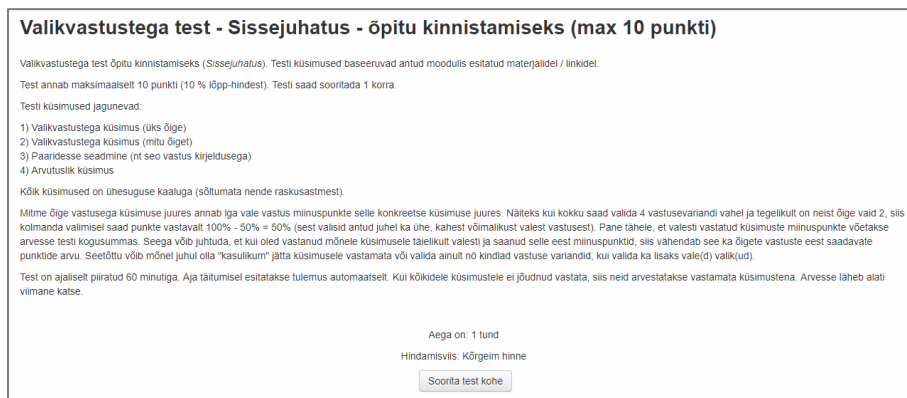 Valikvastustega test - Sissejuhatus - õpitu kinnistamiseks (max 10 punkti)
Valikvastustega test õpitu kinnistamiseks (Sissejuhatus). Testi küsimused baseeruvad antud moodulis esitatud materjalidel / linkidel.
Test annab maksimaalselt 10 punkti (10 % lõpp-hindest). Testi saad sooritada 1 korra.
Testi küsimused jagunevad:
1) Valikvastustega küsimus (üks õige)
2) Valikvastustega küsimus (mitu õiget)
3) Paaridesse seadmine (nt seo vastus kirjeldusega)
4) Arvutuslik küsimus
Kõik küsimused on ühesuguse kaaluga (sõltumata nende raskusastmest).
Mitme õige vastusega küsimuse juures annab iga vale vastus miinuspunkte selle konkreetse küsimuse juures. Näiteks kui kokku saad valida 4 vastusevariandi vahel ja tegelikult on neist õige vaid 2, siis
kolmanda valimisel saad punkte vastavalt 100% - 50% = 50% (sest valisid antud juhul ka ühe, kahest võimalikust valest vastusest). Pane tähele, et valesti vastatud küsimuste miinuspunkte võetakse
arvesse testi kogusummas. Seega võib juhtuda, et kui oled vastanud mõnele küsimusele täielikult valesti ja saanud selle eest miinuspunktid, siis vähendab see ka õigete vastuste eest saadavate
punktide arvu. Seetõttu võib mõnel juhul olla "kasulikum" jätta küsimusele vastamata või valida ainult nö kindlad vastuse variandid, kui valida ka lisaks vale(d) valik(ud).
Test on ajaliselt piiratud 60 minutiga. Aja täitumisel esitatakse tulemus automaatselt. Kui kõikidele küsimustele ei jõudnud vastata, siis neid arvestatakse vastamata küsimustena. Arvesse läheb alati
viimane katse.
Aega on: 1 tund
Hindamisviis: Kõrgeim hinne
Soorita test kohe